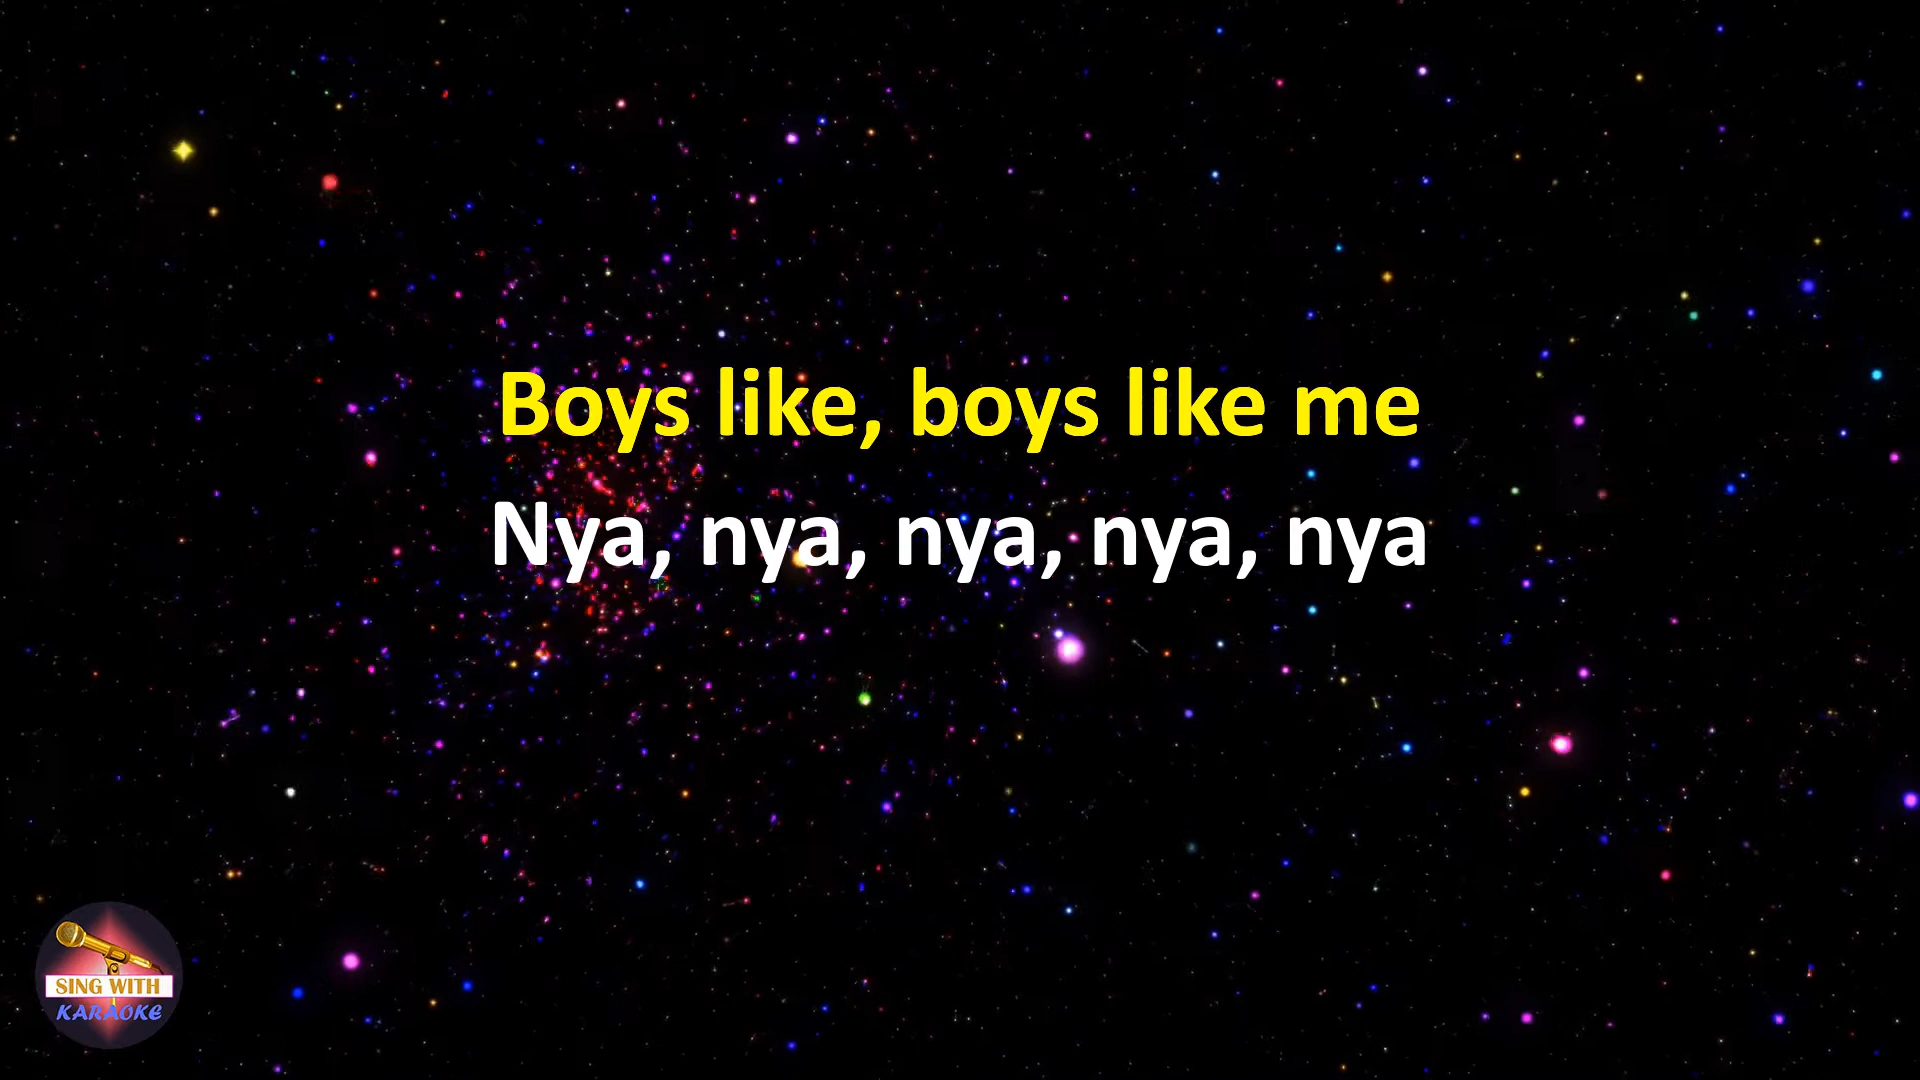 Boys like, boys like me
Nya, nya, nya, nya, nya
SING WITH
KARAOKE